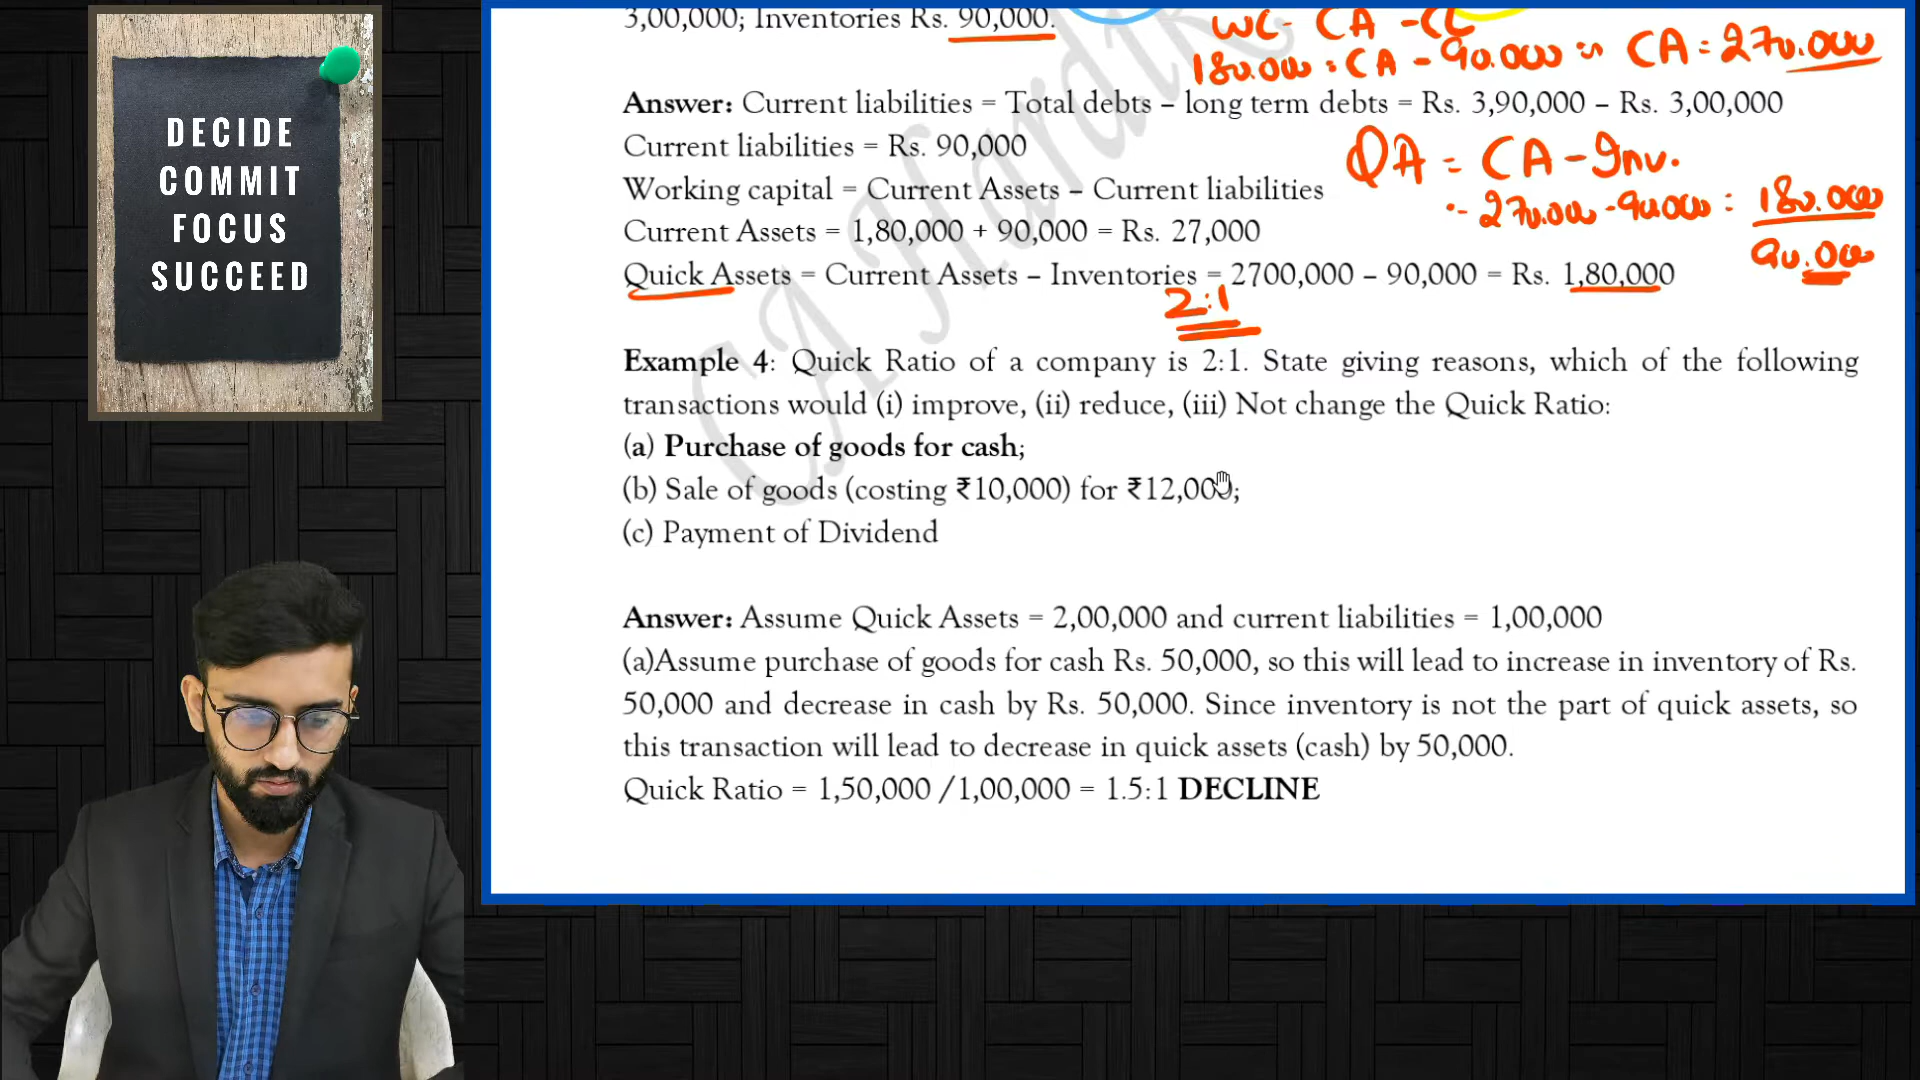 DECIDE
COMMIT
FOCUS
SUCCEED
3,00,000; Inventories Rs. 90,000.
WC = CA - CL
180.000 = CA - 90.000 = CA = 270.000
Answer: Current liabilities = Total debts – long term debts = Rs. 3,90,000 – Rs. 3,00,000
Current liabilities = Rs. 90,000
QA = CA - Inv.
Working capital = Current Assets – Current liabilities
270.000 - 90.000 = 180.000
Current Assets = 1,80,000 + 90,000 = Rs. 27,000
90.000
Quick Assets = Current Assets – Inventories = 2700,000 – 90,000 = Rs. 1,80,000
2:1
Example 4: Quick Ratio of a company is 2:1. State giving reasons, which of the following
transactions would (i) improve, (ii) reduce, (iii) Not change the Quick Ratio:
(a) Purchase of goods for cash;
(b) Sale of goods (costing ₹10,000) for ₹12,000;
(c) Payment of Dividend
Answer: Assume Quick Assets = 2,00,000 and current liabilities = 1,00,000
(a)Assume purchase of goods for cash Rs. 50,000, so this will lead to increase in inventory of Rs.
50,000 and decrease in cash by Rs. 50,000. Since inventory is not the part of quick assets, so
this transaction will lead to decrease in quick assets (cash) by 50,000.
Quick Ratio = 1,50,000 /1,00,000 = 1.5:1 DECLINE
CA Hardik